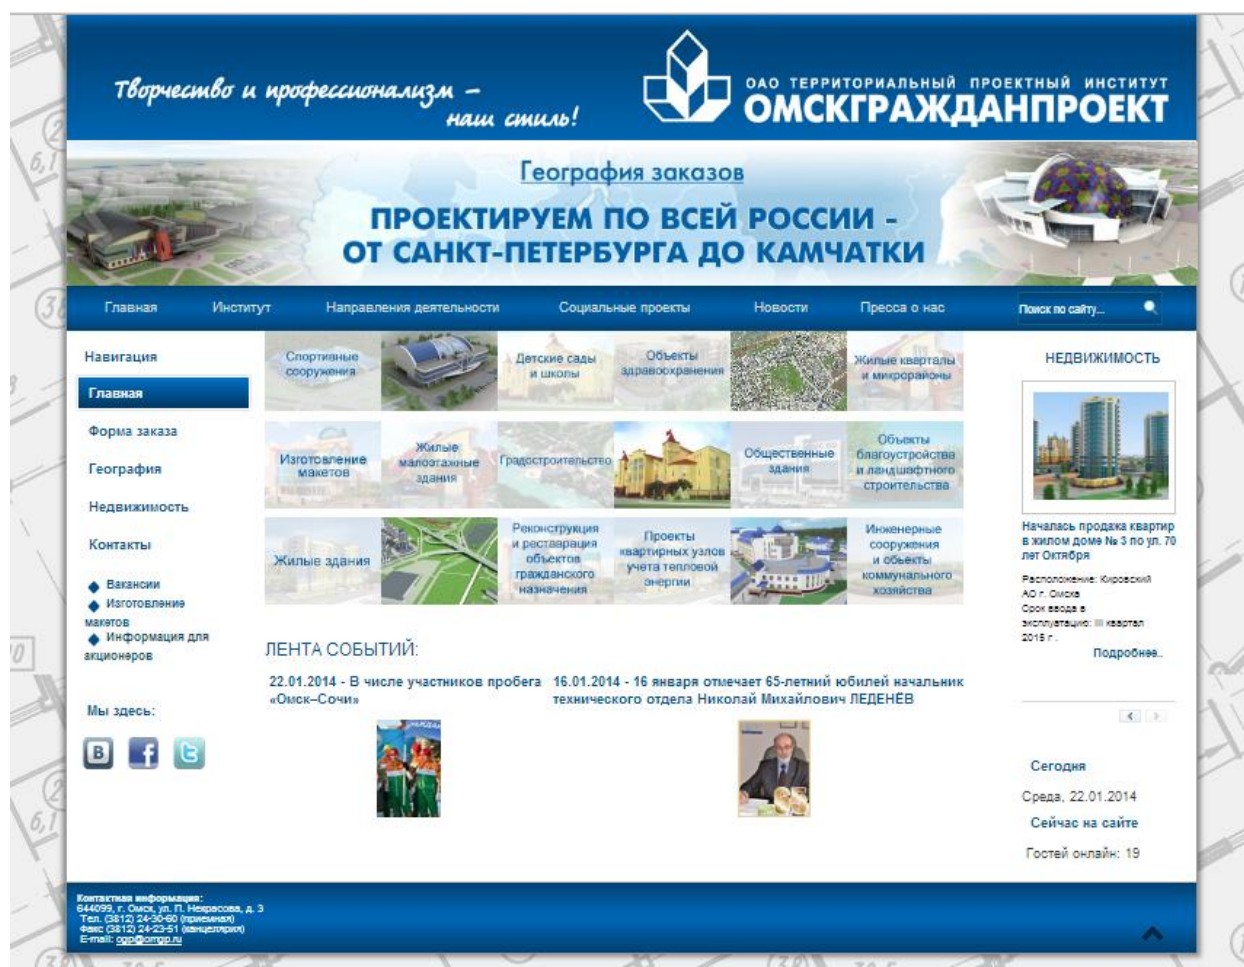 Творчество и профессионализм –
наш стиль!
ОАО ТЕРРИТОРИАЛЬНЫЙ ПРОЕКТНЫЙ ИНСТИТУТ
ОМСКГРАЖДАНПРОЕКТ
География заказов
ПРОЕКТИРУЕМ ПО ВСЕЙ РОССИИ -
ОТ САНКТ-ПЕТЕРБУРГА ДО КАМЧАТКИ
Главная Институт Направления деятельности Социальные проекты Новости Пресса о нас Поиск по сайту...
Навигация
Главная
Форма заказа
География
Недвижимость
Контакты
Вакансии
Изготовление
макетов
Информация для
акционеров
Мы здесь:
Спортивные
сооружения
Детские сады
и школы
Объекты
здравоохранения
Жилые кварталы
и микрорайоны
Изготовление
макетов
Жилые
малоэтажные
здания
Градостроительство
Общественные
здания
Объекты
благоустройства
и ландшафтного
строительства
Жилые здания
Реконструкция
и реставрация
объектов
гражданского
назначения
Проекты
квартирных узлов
учета тепловой
энергии
Инженерные
сооружения
и объекты
коммунального
хозяйства
ЛЕНТА СОБЫТИЙ:
22.01.2014 - В числе участников пробега
«Омск–Сочи»
16.01.2014 - 16 января отмечает 65-летний юбилей начальник
технического отдела Николай Михайлович ЛЕДЕНЁВ
НЕДВИЖИМОСТЬ
Началась продажа квартир
в жилом доме № 3 по ул. 70
лет Октября
Расположение: Кировский
АО г. Омска
Срок ввода в
эксплуатацию: III квартал
2015 г.
Подробнее..
Сегодня
Среда, 22.01.2014
Сейчас на сайте
Гостей онлайн: 19
Контактная информация:
644099, г. Омск, ул. П. Некрасова, д. 3
Тел. (3812) 24-30-60 (приемная)
Факс (3812) 24-23-51 (канцелярия)
E-mail: ogp@omgp.ru